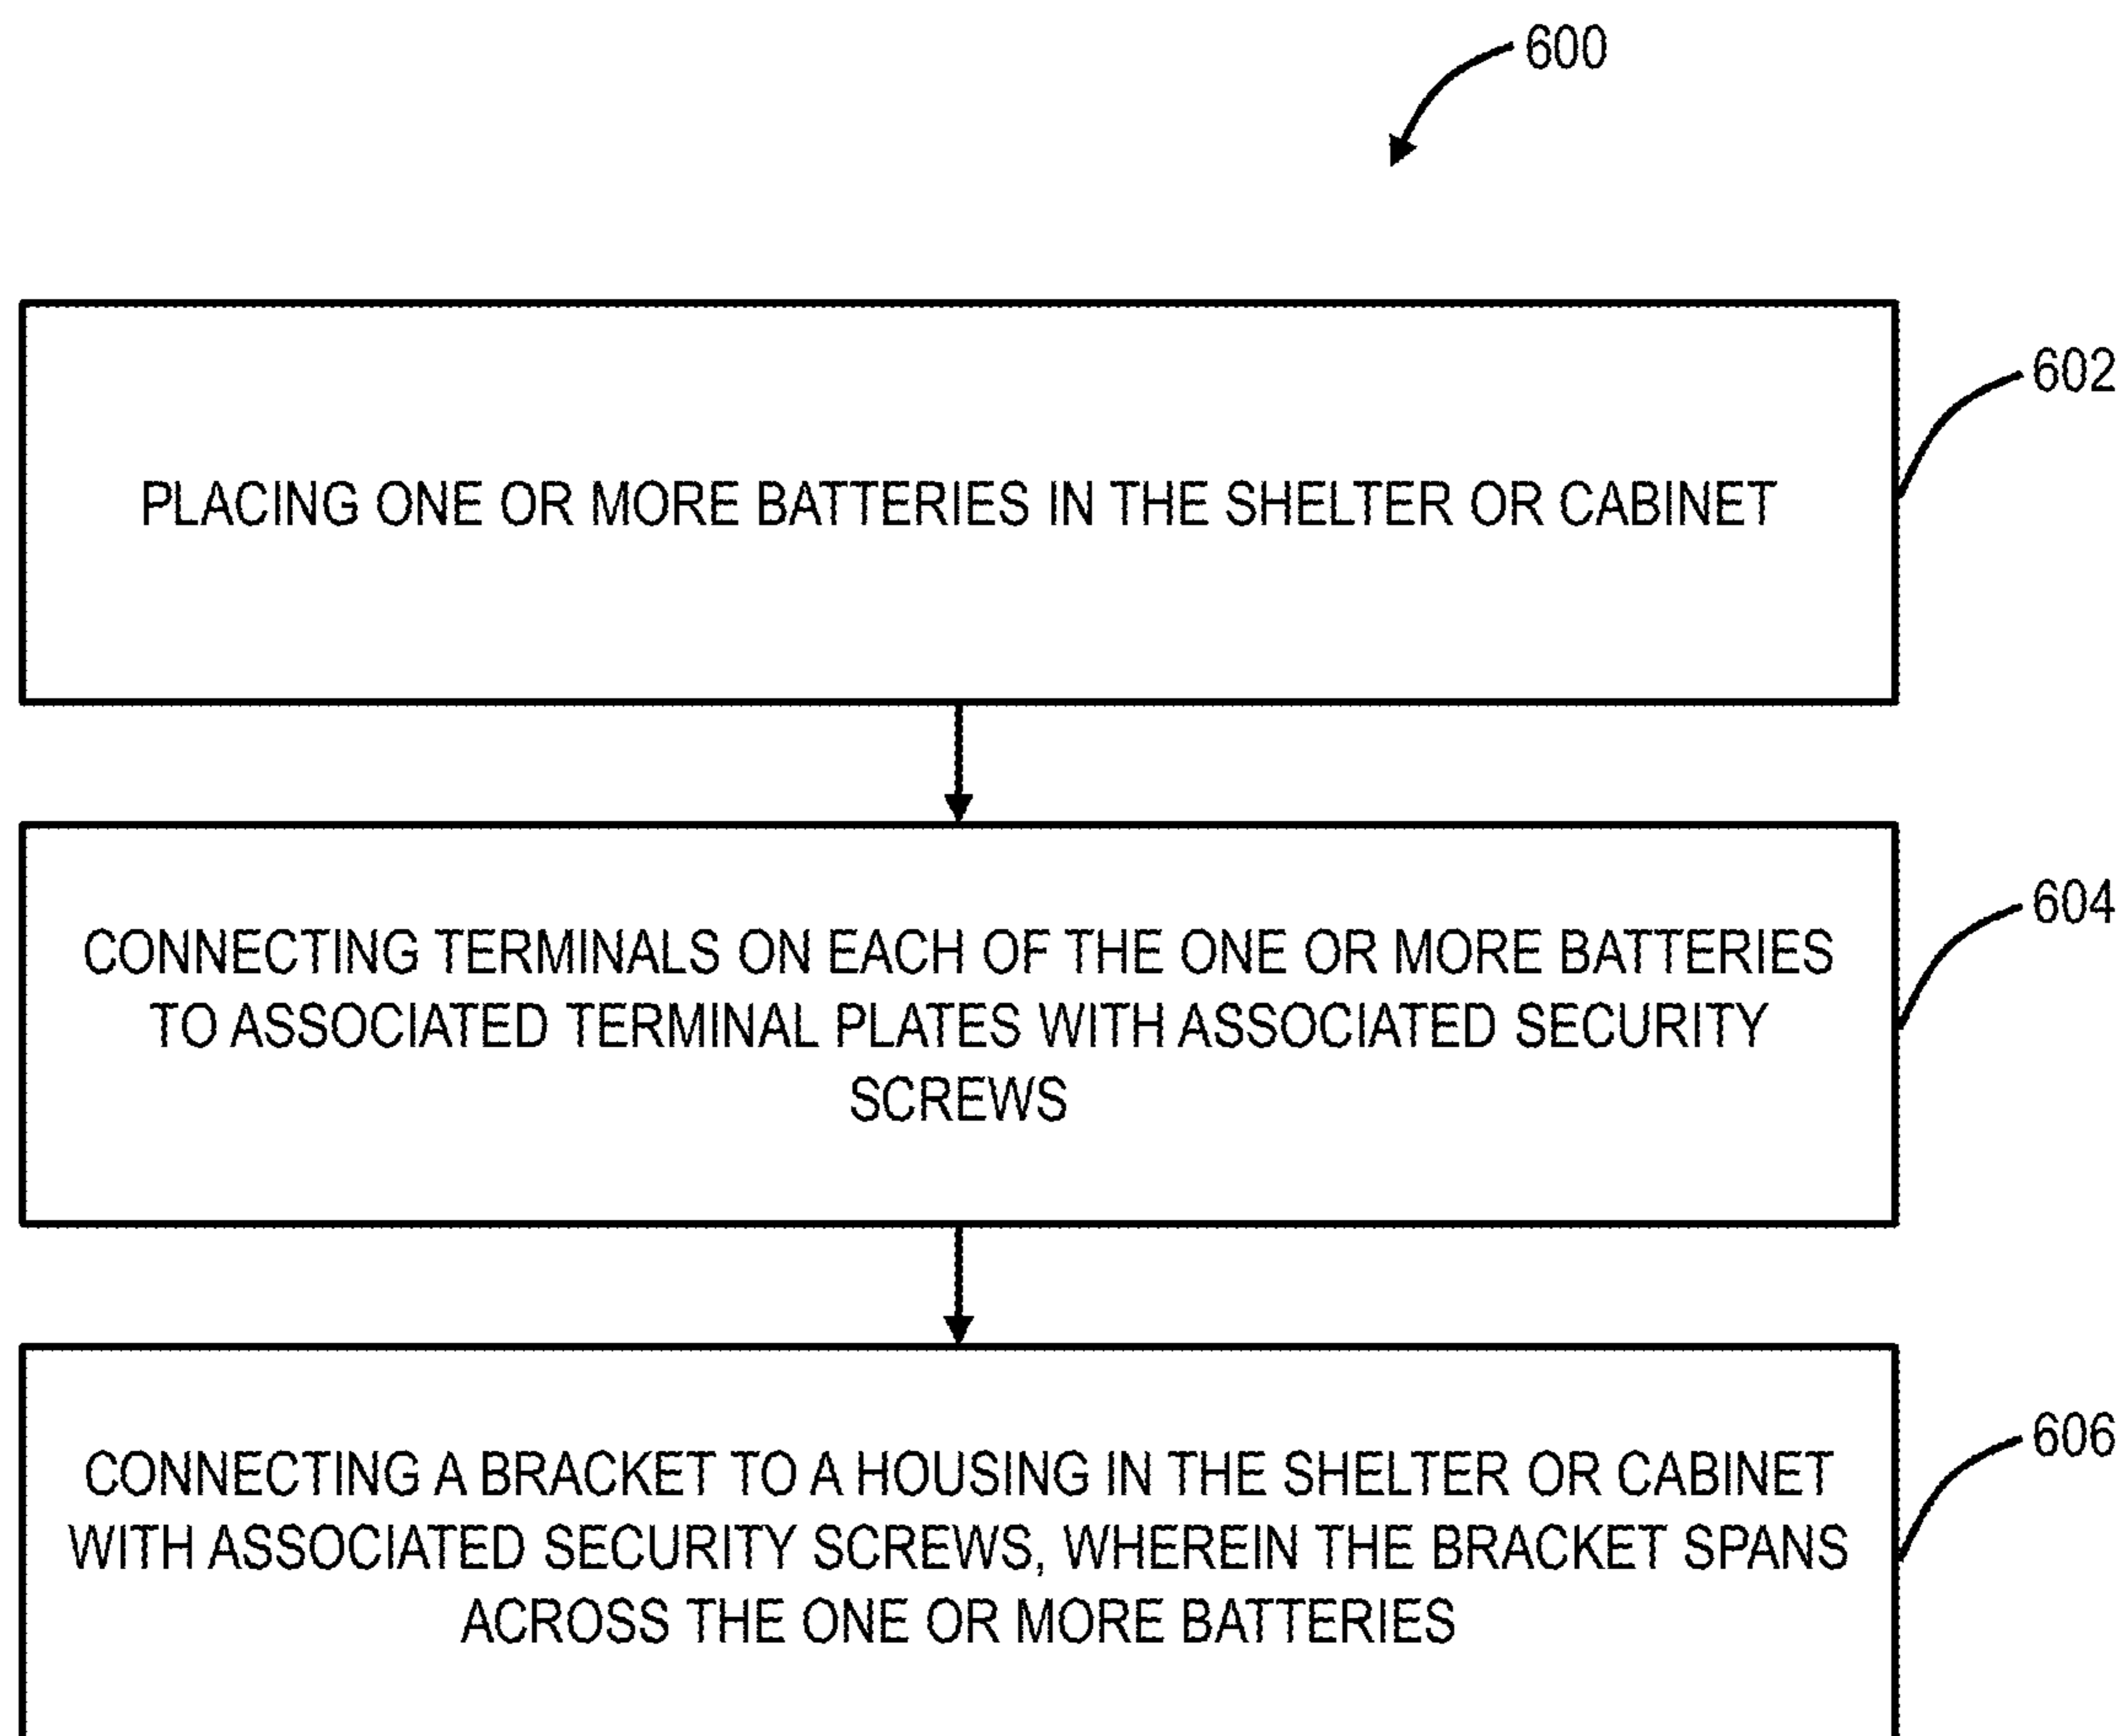 600
602
PLACING ONE OR MORE BATTERIES IN THE SHELTER OR CABINET
604
CONNECTING TERMINALS ON EACH OF THE ONE OR MORE BATTERIES
TO ASSOCIATED TERMINAL PLATES WITH ASSOCIATED SECURITY
SCREWS
606
CONNECTING A BRACKET TO A HOUSING IN THE SHELTER OR CABINET
WITH ASSOCIATED SECURITY SCREWS, WHEREIN THE BRACKET SPANS
ACROSS THE ONE OR MORE BATTERIES